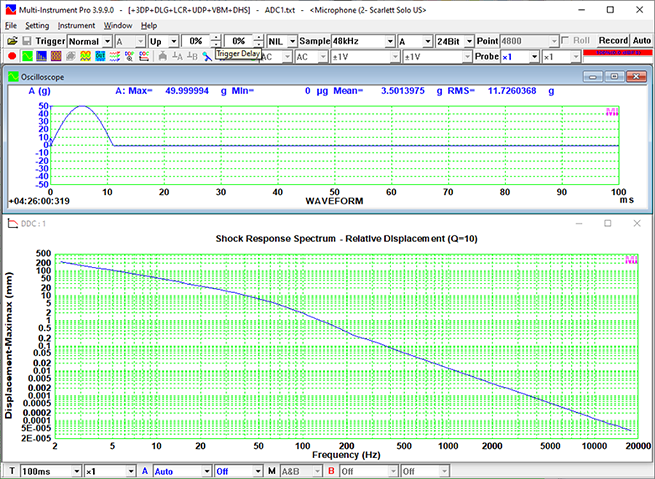 Multi-Instrument Pro 3.9.9.0 - [+3DP+DLG+LCR+UDP+VBM+DHS] - ADC1.txt - <Microphone (2- Scarlett Solo US>
File Setting Instrument Window Help
Trigger Normal A Up 0% 0% NIL Sample 48kHz A 24Bit Point 4800 Roll Record Auto
Trigger Delay AC AC ±1V ±1V Probe ×1 ×1
Oscilloscope
A (g) A: Max= 49.999994 g Min= 0 µg Mean= 3.5013975 g RMS= 11.7260368 g
50
40
30
20
10
0
-10
-20
-30
-40
-50
MI
0 10 20 30 40 50 60 70 80 90 100
+04:26:00:319 WAVEFORM ms
DDC: 1
Shock Response Spectrum - Relative Displacement (Q=10)
MI
Displacement-Maximax (mm)
500
200
100
50
20
10
5
2
1
0.5
0.2
0.1
0.05
0.02
0.01
0.005
0.002
0.001
0.0005
0.0002
0.0001
5E-005
2E-005
2 5 10 20 50 100 200 500 1000 2000 5000 10000 20000
Frequency (Hz)
T 100ms ×1 A Auto Off M A&B B Off Off